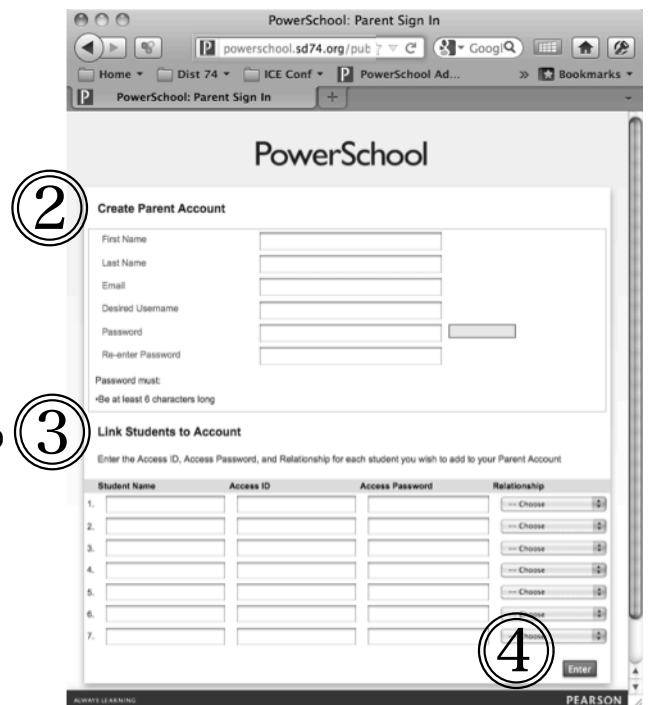 PowerSchool: Parent Sign In
powerschool.sd74.org/pub
Googl
Home Dist 74 ICE Conf PowerSchool Ad... » Bookmarks
PowerSchool: Parent Sign In +
PowerSchool
2
Create Parent Account
First Name
Last Name
Email
Desired Username
Password
Re-enter Password
Password must:
•Be at least 6 characters long
3
Link Students to Account
Enter the Access ID, Access Password, and Relationship for each student you wish to add to your Parent Account
Student Name Access ID Access Password Relationship
1. -- Choose
2. -- Choose
3. -- Choose
4. -- Choose
5. -- Choose
6. -- Choose
7. -- Choose
4
Enter
ALWAYS LEARNING PEARSON